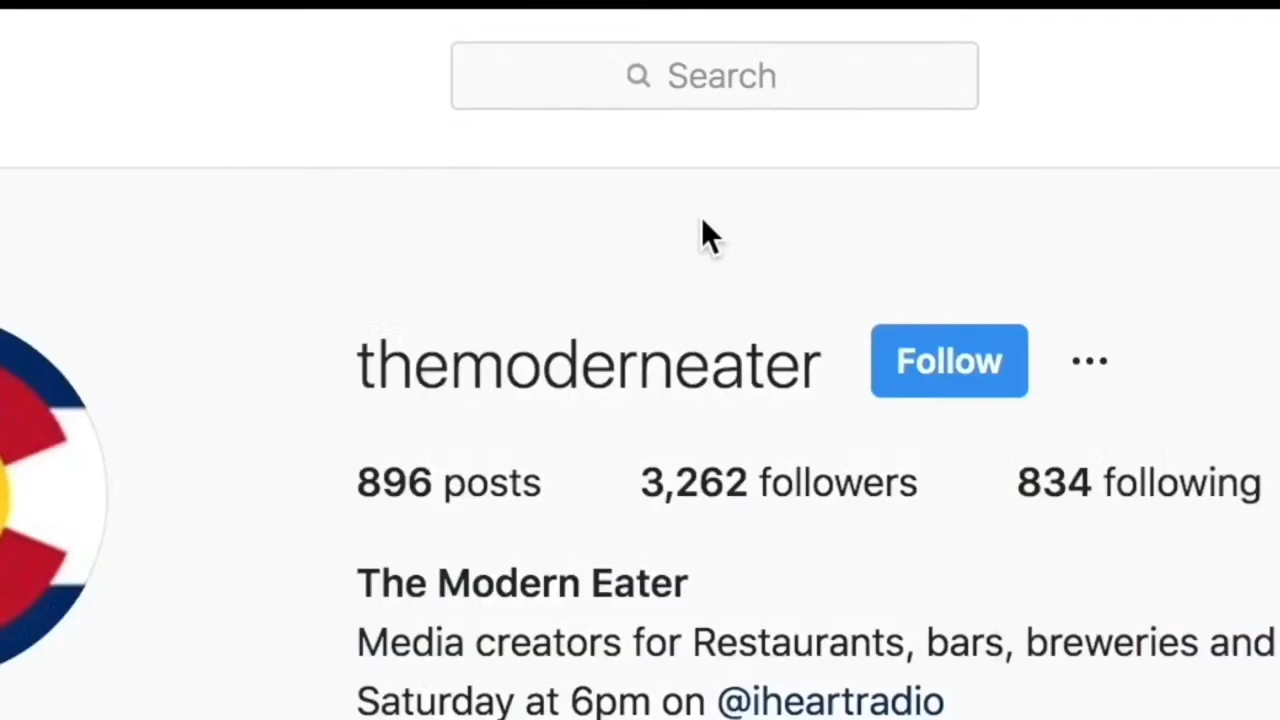 Search
themoderneater Follow
896 posts 3,262 followers 834 following
The Modern Eater
Media creators for Restaurants, bars, breweries and
Saturday at 6pm on @iheartradio